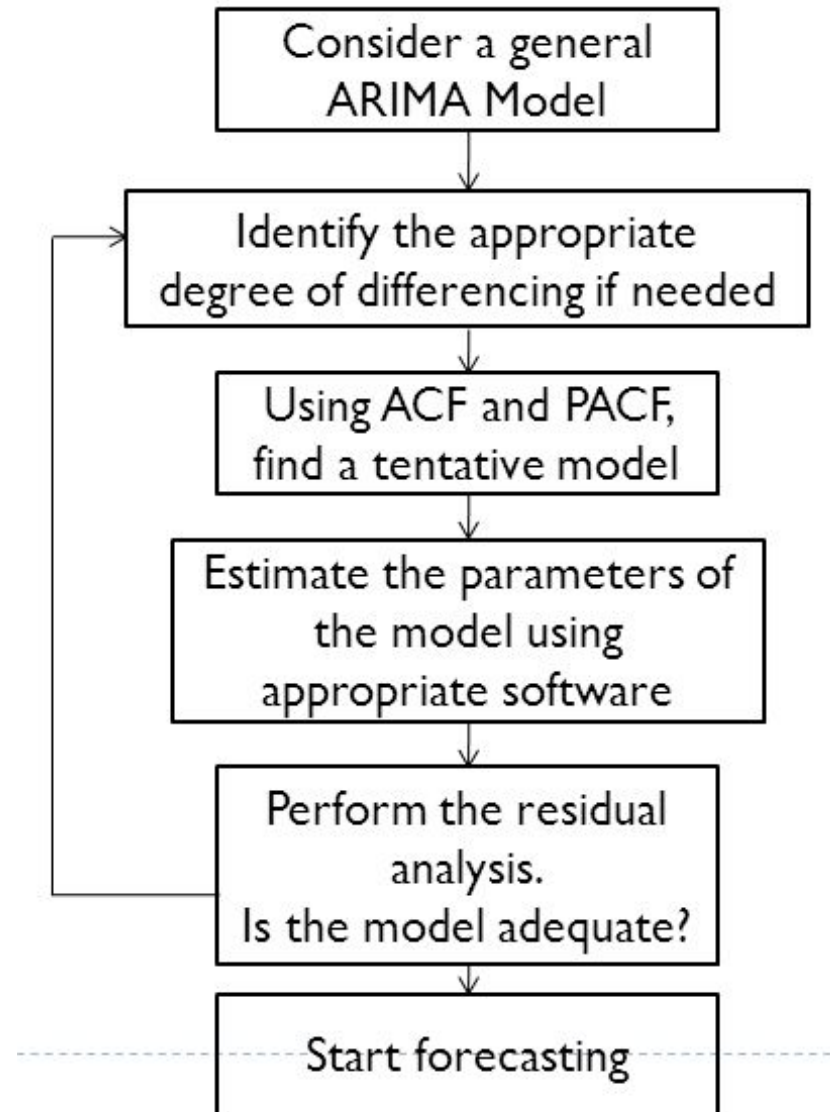 Consider a general
ARIMA Model
Identify the appropriate
degree of differencing if needed
Using ACF and PACF,
find a tentative model
Estimate the parameters of
the model using
appropriate software
Perform the residual
analysis.
Is the model adequate?
Start forecasting